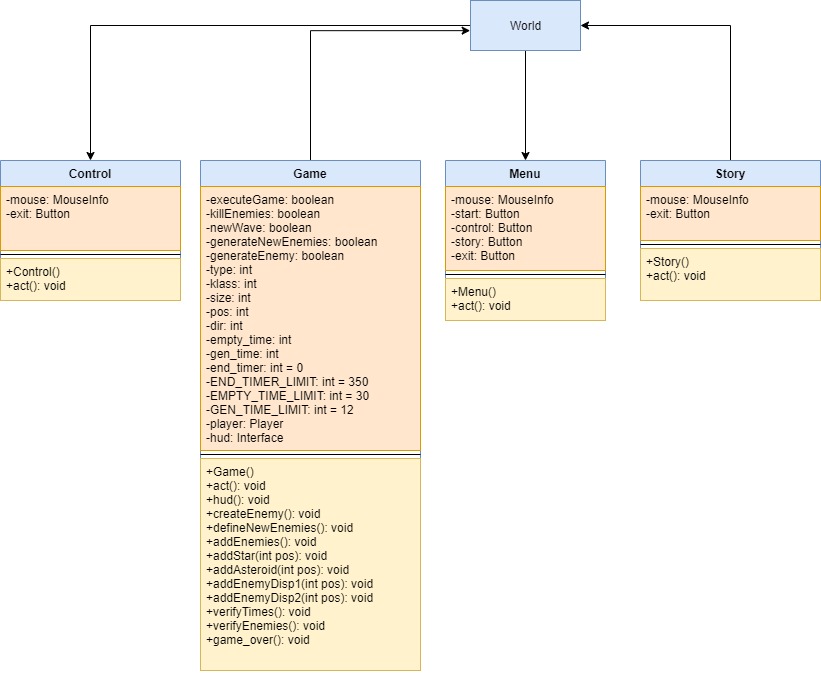 World
Control
-mouse: MouseInfo
-exit: Button
+Control()
+act(): void
Game
-executeGame: boolean
-killEnemies: boolean
-newWave: boolean
-generateNewEnemies: boolean
-generateEnemy: boolean
-type: int
-klass: int
-size: int
-pos: int
-dir: int
-empty_time: int
-gen_time: int
-end_timer: int = 0
-END_TIMER_LIMIT: int = 350
-EMPTY_TIME_LIMIT: int = 30
-GEN_TIME_LIMIT: int = 12
-player: Player
-hud: Interface
+Game()
+act(): void
+hud(): void
+createEnemy(): void
+defineNewEnemies(): void
+addEnemies(): void
+addStar(int pos): void
+addAsteroid(int pos): void
+addEnemyDisp1(int pos): void
+addEnemyDisp2(int pos): void
+verifyTimes(): void
+verifyEnemies(): void
+game_over(): void
Menu
-mouse: MouseInfo
-start: Button
-control: Button
-story: Button
-exit: Button
+Menu()
+act(): void
Story
-mouse: MouseInfo
-exit: Button
+Story()
+act(): void